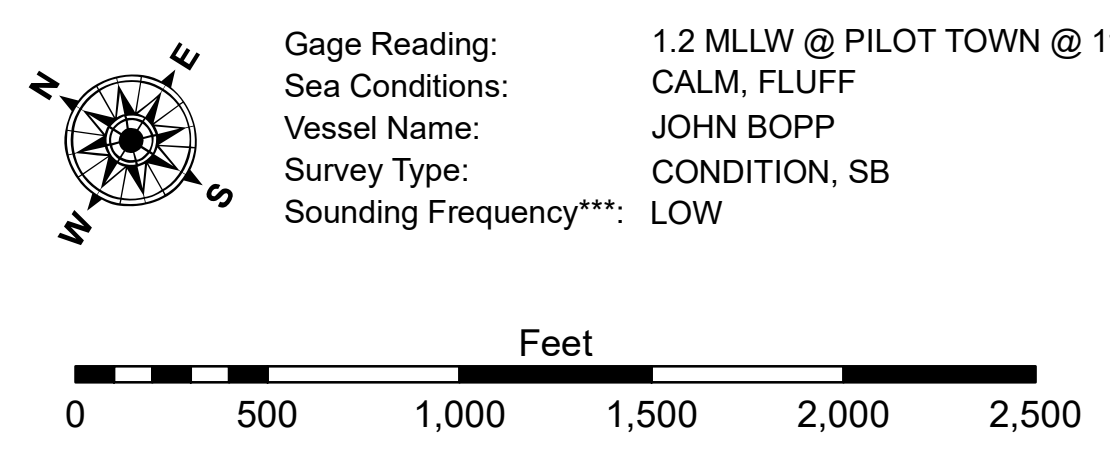 N
E
S
W
Gage Reading: 1.2 MLLW @ PILOT TOWN @ 1
Sea Conditions: CALM, FLUFF
Vessel Name: JOHN BOPP
Survey Type: CONDITION, SB
Sounding Frequency***: LOW
Feet
0 500 1,000 1,500 2,000 2,500